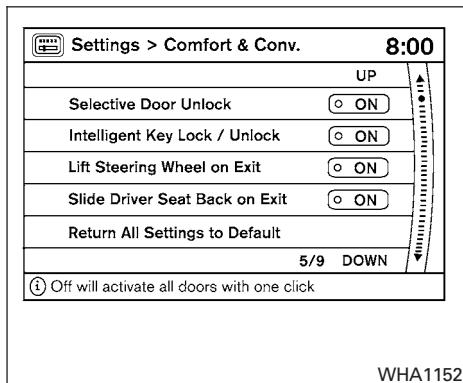 Settings > Comfort & Conv. 8:00
UP
Selective Door Unlock ON
Intelligent Key Lock / Unlock ON
Lift Steering Wheel on Exit ON
Slide Driver Seat Back on Exit ON
Return All Settings to Default
5/9 DOWN
i Off will activate all doors with one click
WHA1152